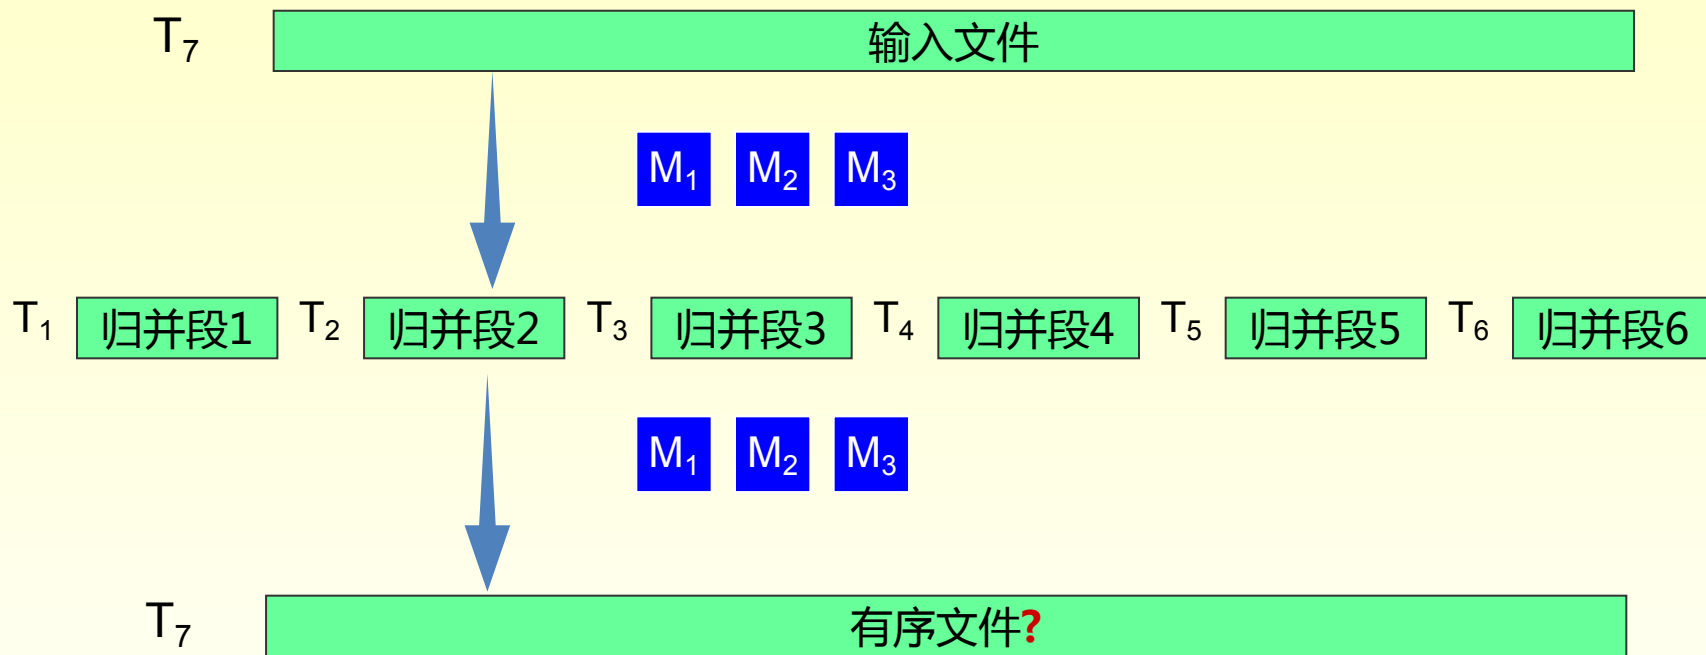 T₇ 输入文件
M₁ M₂ M₃
T₁ 归并段1 T₂ 归并段2 T₃ 归并段3 T₄ 归并段4 T₅ 归并段5 T₆ 归并段6
M₁ M₂ M₃
T₇ 有序文件?